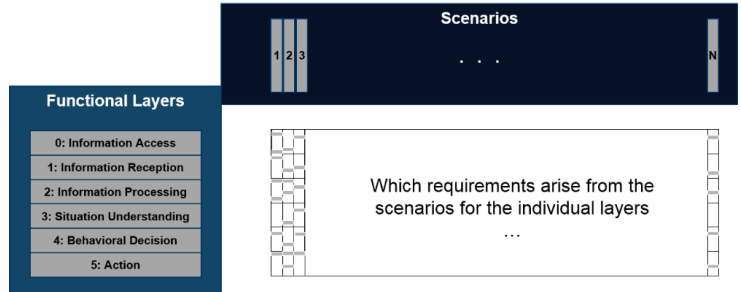 Scenarios
1 2 3 . . . N
Functional Layers
0: Information Access
1: Information Reception
2: Information Processing
3: Situation Understanding
4: Behavioral Decision
5: Action
Which requirements arise from the
scenarios for the individual layers
...